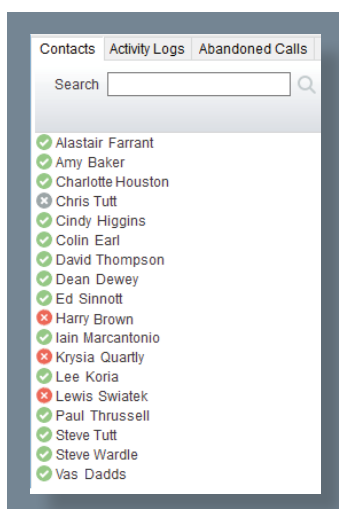 Contacts Activity Logs Abandoned Calls
Search
Alastair Farrant
Amy Baker
Charlotte Houston
Chris Tutt
Cindy Higgins
Colin Earl
David Thompson
Dean Dewey
Ed Sinnott
Harry Brown
Iain Marcantonio
Krysia Quartly
Lee Koria
Lewis Swiatek
Paul Thrussell
Steve Tutt
Steve Wardle
Vas Dadds